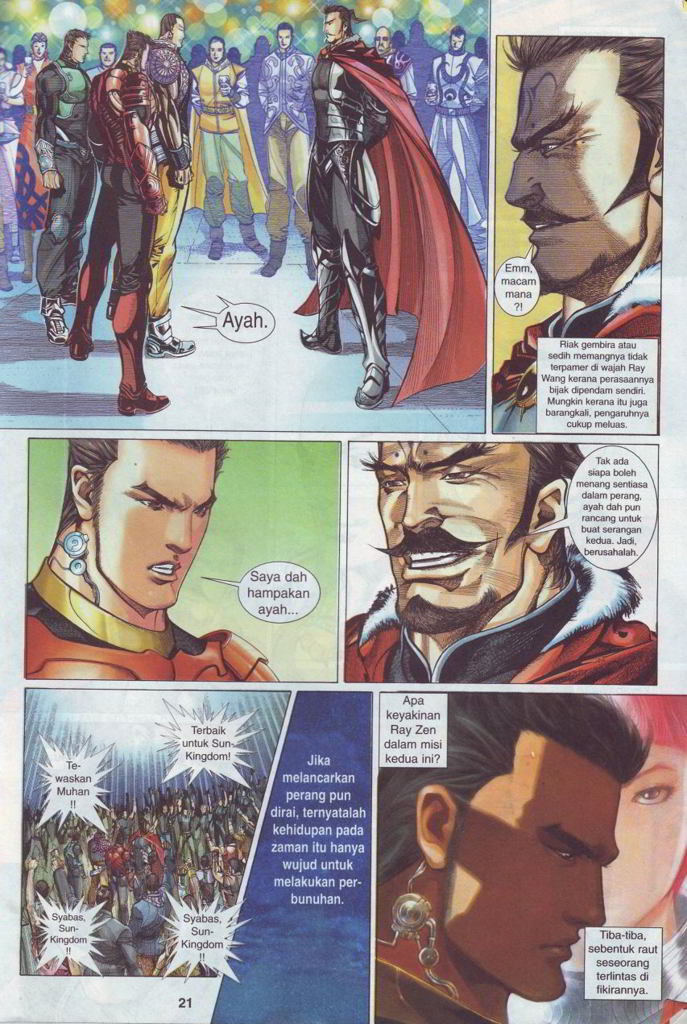 Ayah.
Emm,
macam
mana
?!
Riak gembira atau
sedih memangnya tidak
terpamer di wajah Ray
Wang kerana perasaannya
bijak dipendam sendiri.
Mungkin kerana itu juga
barangkali, pengaruhnya
cukup meluas.
Saya dah
hampakan
ayah...
Tak ada
siapa boleh
menang sentiasa
dalam perang,
ayah dah pun
rancang untuk
buat serangan
kedua. Jadi,
berusahalah.
Terbaik
untuk Sun-
Kingdom!
Te-
waskan
Muhan
!!
Syabas,
Sun-
Kingdom
!!
Syabas,
Sun-
Kingdom
!!
Jika
melancarkan
perang pun
dirai, ternyatalah
kehidupan pada
zaman itu hanya
wujud untuk
melakukan pem-
bunuhan.
Apa
keyakinan
Ray Zen
dalam misi
kedua ini?
Tiba-tiba,
sebentuk raut
seseorang
terlintas di
fikirannya.
21